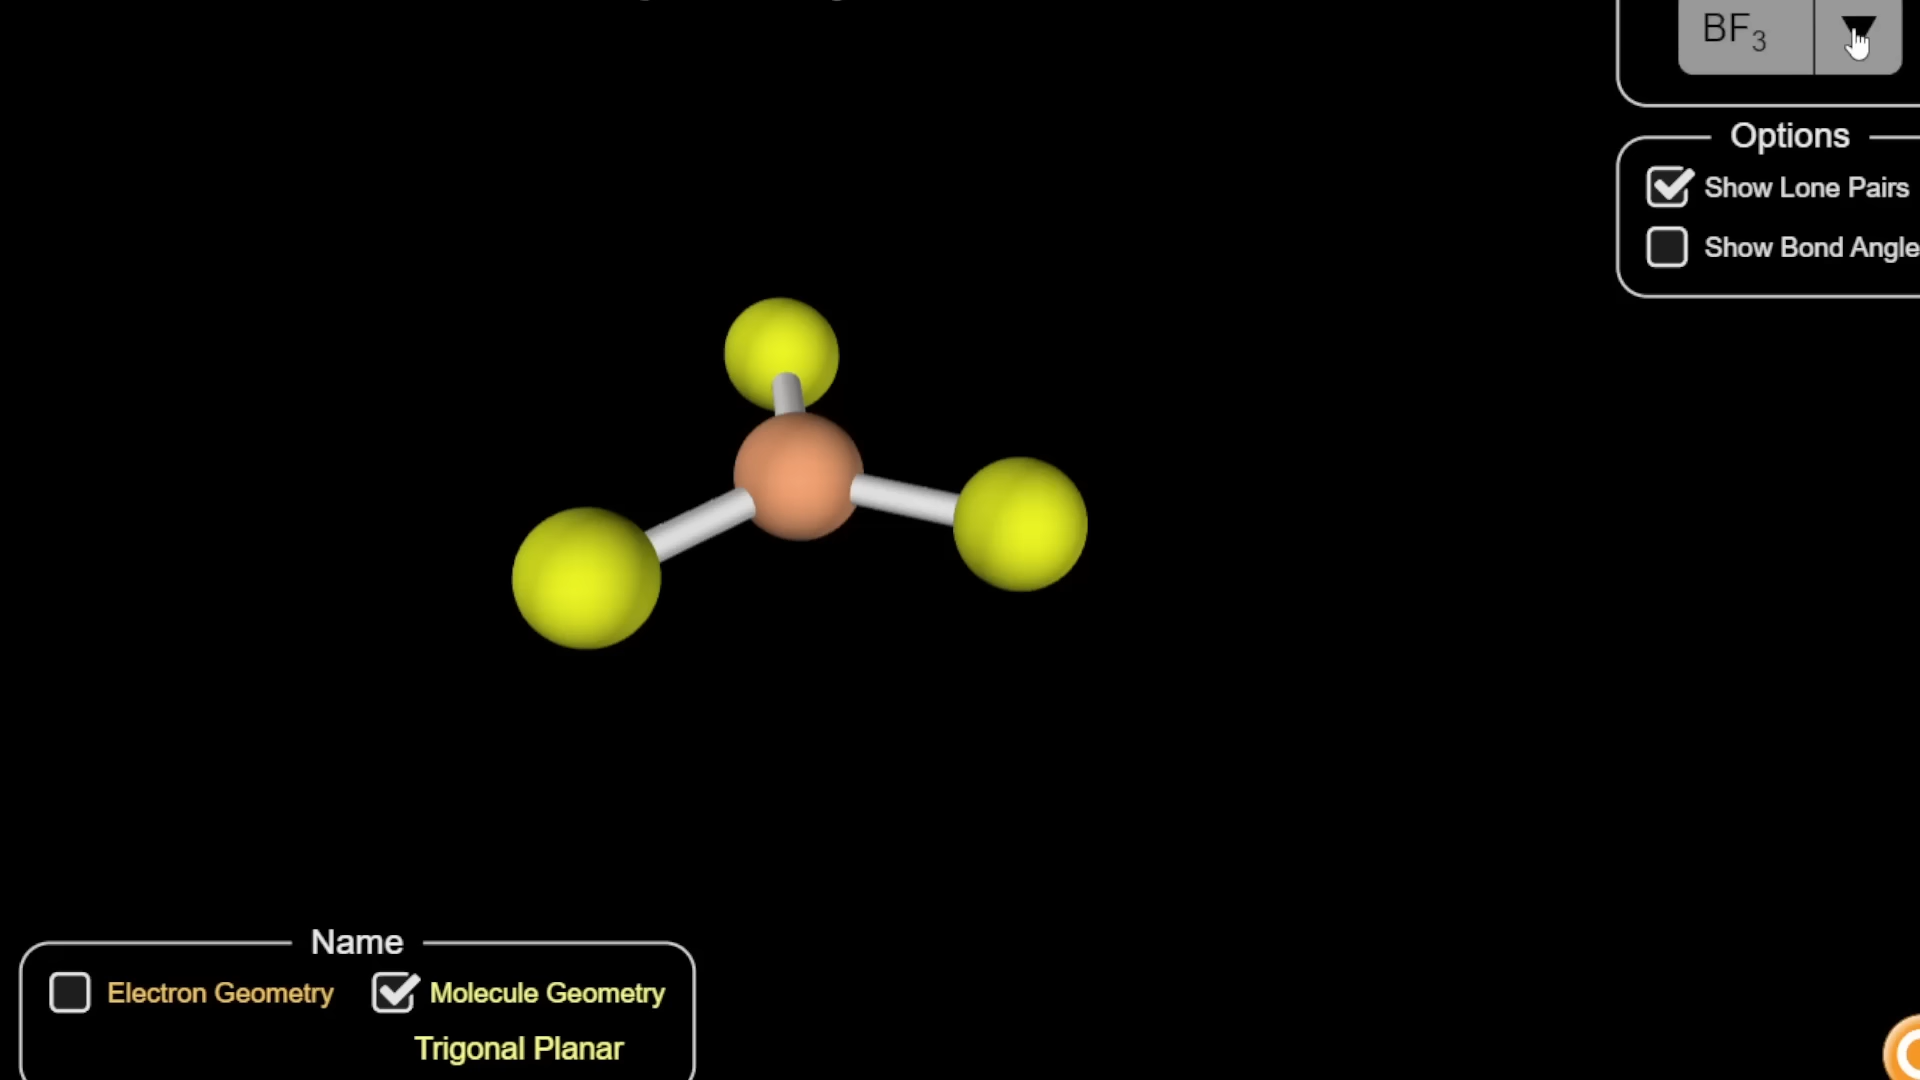 BF₃
Options
Show Lone Pairs
Show Bond Angle
Name
Electron Geometry
Molecule Geometry
Trigonal Planar